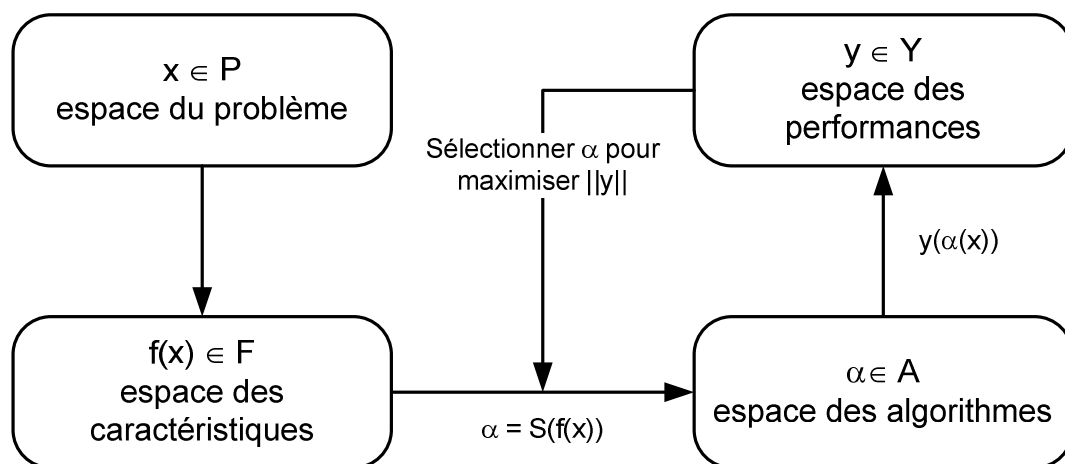 x ∈ P
espace du problème
y ∈ Y
espace des
performances
Sélectionner α pour
maximiser ||y||
y(α(x))
f(x) ∈ F
espace des
caractéristiques
α = S(f(x))
α ∈ A
espace des algorithmes